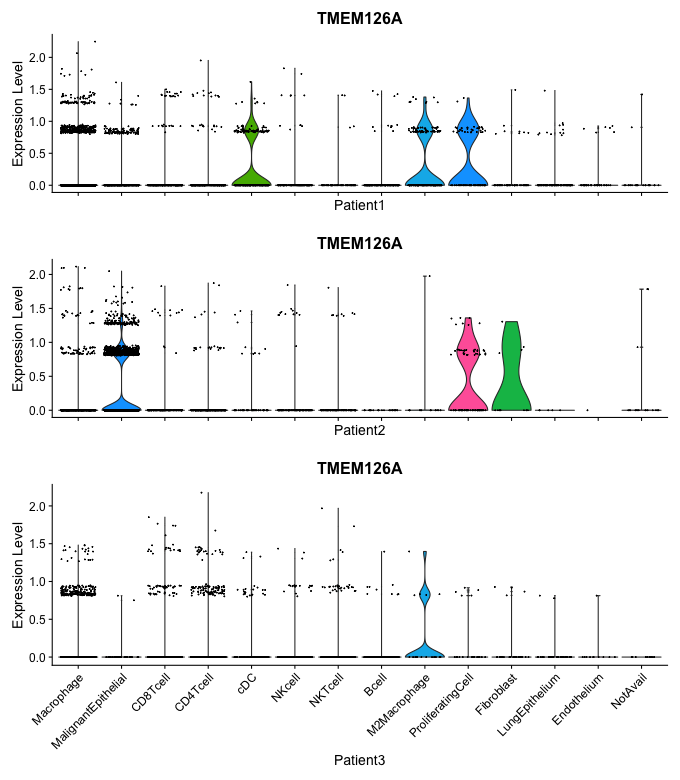 TMEM126A
Expression Level
2.0
1.5
1.0
0.5
0.0
Patient1
TMEM126A
Expression Level
2.0
1.5
1.0
0.5
0.0
Patient2
TMEM126A
Expression Level
2.0
1.5
1.0
0.5
0.0
Macrophage
MalignantEpithelial
CD8Tcell
CD4Tcell
cDC
NKcell
NKTcell
Bcell
M2Macrophage
ProliferatingCell
Fibroblast
LungEpithelium
Endothelium
NotAvail
Patient3